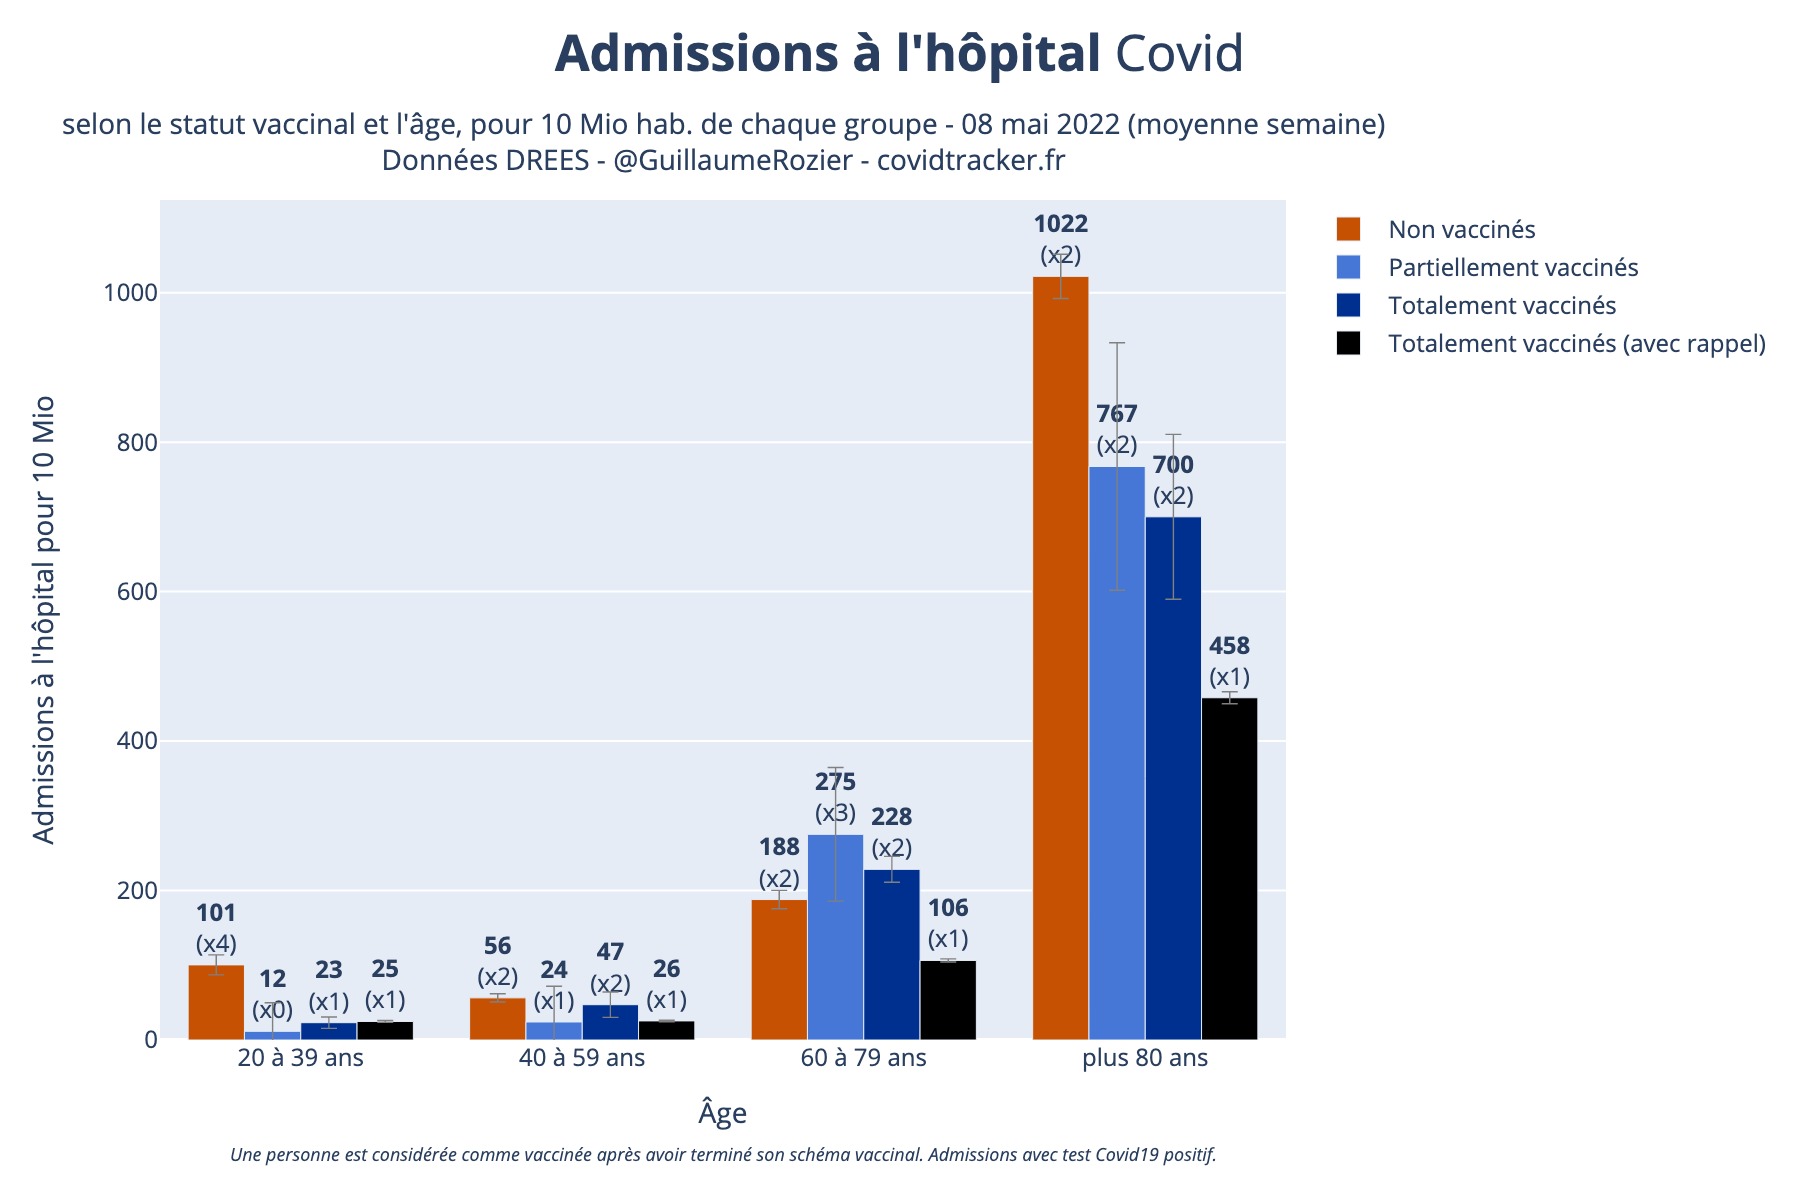 Admissions à l'hôpital Covid
selon le statut vaccinal et l'âge, pour 10 Mio hab. de chaque groupe - 08 mai 2022 (moyenne semaine)
Données DREES - @GuillaumeRozier - covidtracker.fr
Non vaccinés
Partiellement vaccinés
Totalement vaccinés
Totalement vaccinés (avec rappel)
Admissions à l'hôpital pour 10 Mio
1000
800
600
400
200
0
101
(x4)
12
(x0)
23
(x1)
25
(x1)
56
(x2)
24
(x1)
47
(x2)
26
(x1)
188
(x2)
275
(x3)
228
(x2)
106
(x1)
1022
(x2)
767
(x2)
700
(x2)
458
(x1)
20 à 39 ans
40 à 59 ans
60 à 79 ans
plus 80 ans
Âge
Une personne est considérée comme vaccinée après avoir terminé son schéma vaccinal. Admissions avec test Covid19 positif.